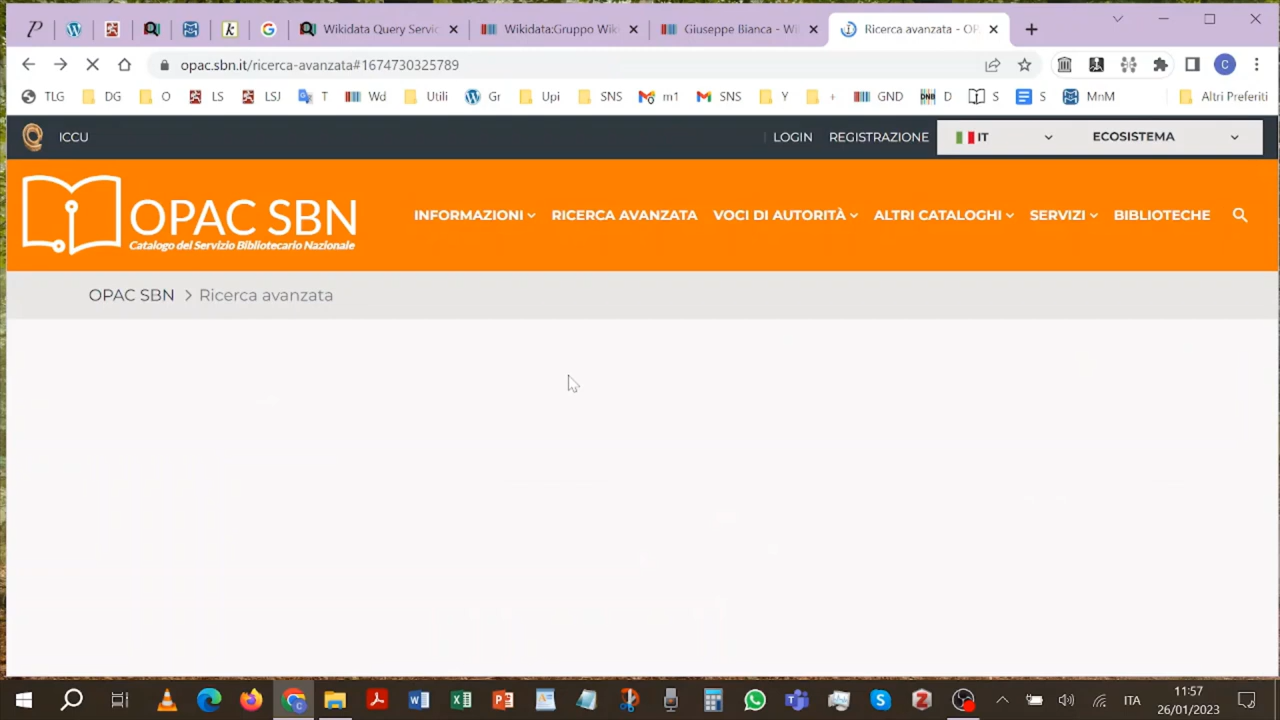 Wikidata Query Servic
Wikidata:Gruppo Wik
Giuseppe Bianca - Wi
Ricerca avanzata - OP
opac.sbn.it/ricerca-avanzata#1674730325789
C
TLG
DG
O
LS
LSJ
T
Wd
Utili
Gr
Upi
SNS
m1
SNS
Y
+
GND
D
S
S
MnM
Altri Preferiti
ICCU
LOGIN
REGISTRAZIONE
IT
ECOSISTEMA
OPAC SBN
Catalogo del Servizio Bibliotecario Nazionale
INFORMAZIONI
RICERCA AVANZATA
VOCI DI AUTORITÀ
ALTRI CATALOGHI
SERVIZI
BIBLIOTECHE
OPAC SBN > Ricerca avanzata
ITA
11:57
26/01/2023